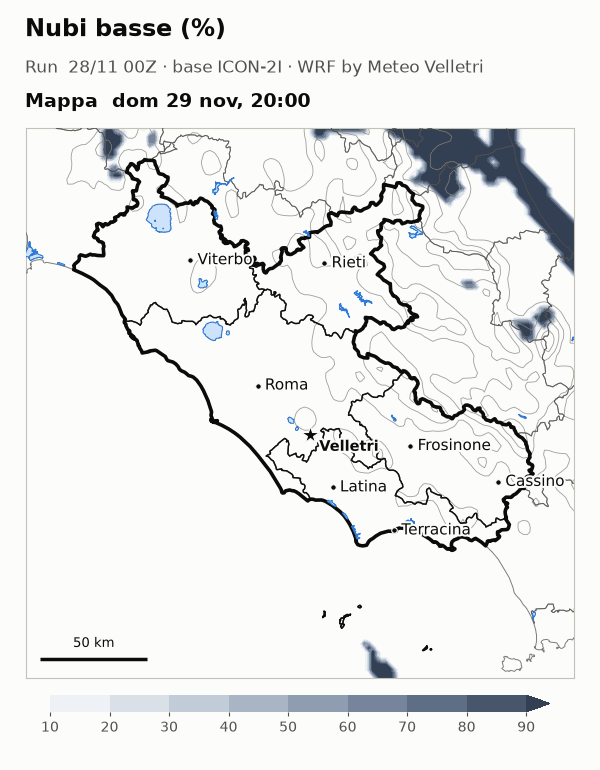 Nubi basse (%)
Run 28/11 00Z · base ICON-2I · WRF by Meteo Velletri
Mappa dom 29 nov, 20:00
Viterbo
Rieti
Roma
Velletri
Frosinone
Latina
Cassino
Terracina
50 km
10 20 30 40 50 60 70 80 90